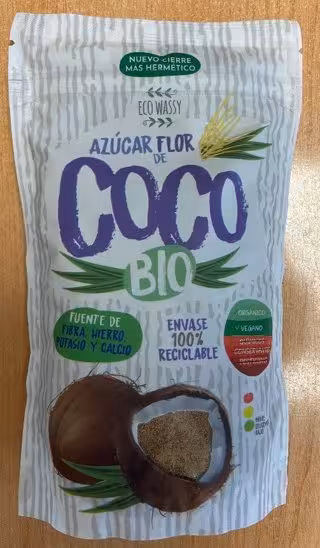 NUEVO CIERRE
MAS HERMÉTICO
ECO WASSY
AZÚCAR FLOR
DE
COCO
BIO
FUENTE DE
FIBRA, HIERRO,
POTASIO Y CALCIO
ENVASE
100%
RECICLABLE
ORGÁNICO
VEGANO